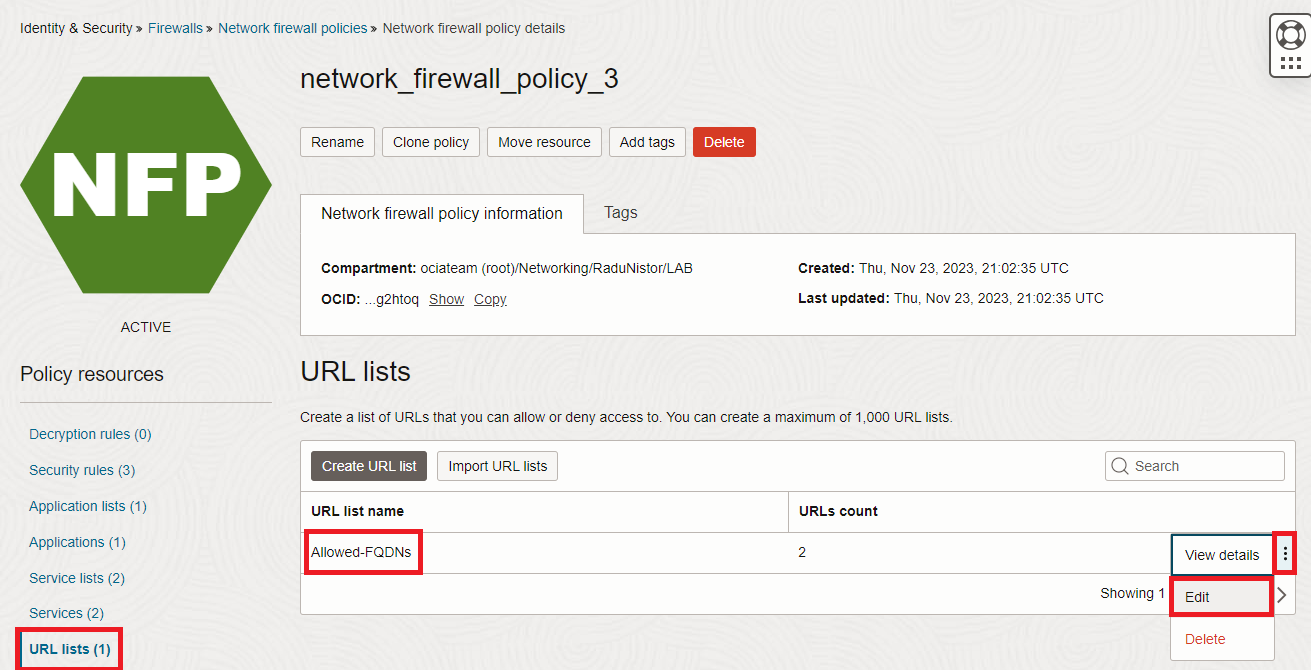 Identity & Security » Firewalls » Network firewall policies » Network firewall policy details
NFP
ACTIVE
network_firewall_policy_3
Rename Clone policy Move resource Add tags Delete
Network firewall policy information Tags
Compartment: ociateam (root)/Networking/RaduNistor/LAB
OCID: ...g2htoq Show Copy
Created: Thu, Nov 23, 2023, 21:02:35 UTC
Last updated: Thu, Nov 23, 2023, 21:02:35 UTC
Policy resources
Decryption rules (0)
Security rules (3)
Application lists (1)
Applications (1)
Service lists (2)
Services (2)
URL lists (1)
URL lists
Create a list of URLs that you can allow or deny access to. You can create a maximum of 1,000 URL lists.
Create URL list Import URL lists Search
URL list name URLs count
Allowed-FQDNs 2
View details
Showing 1
Edit
Delete